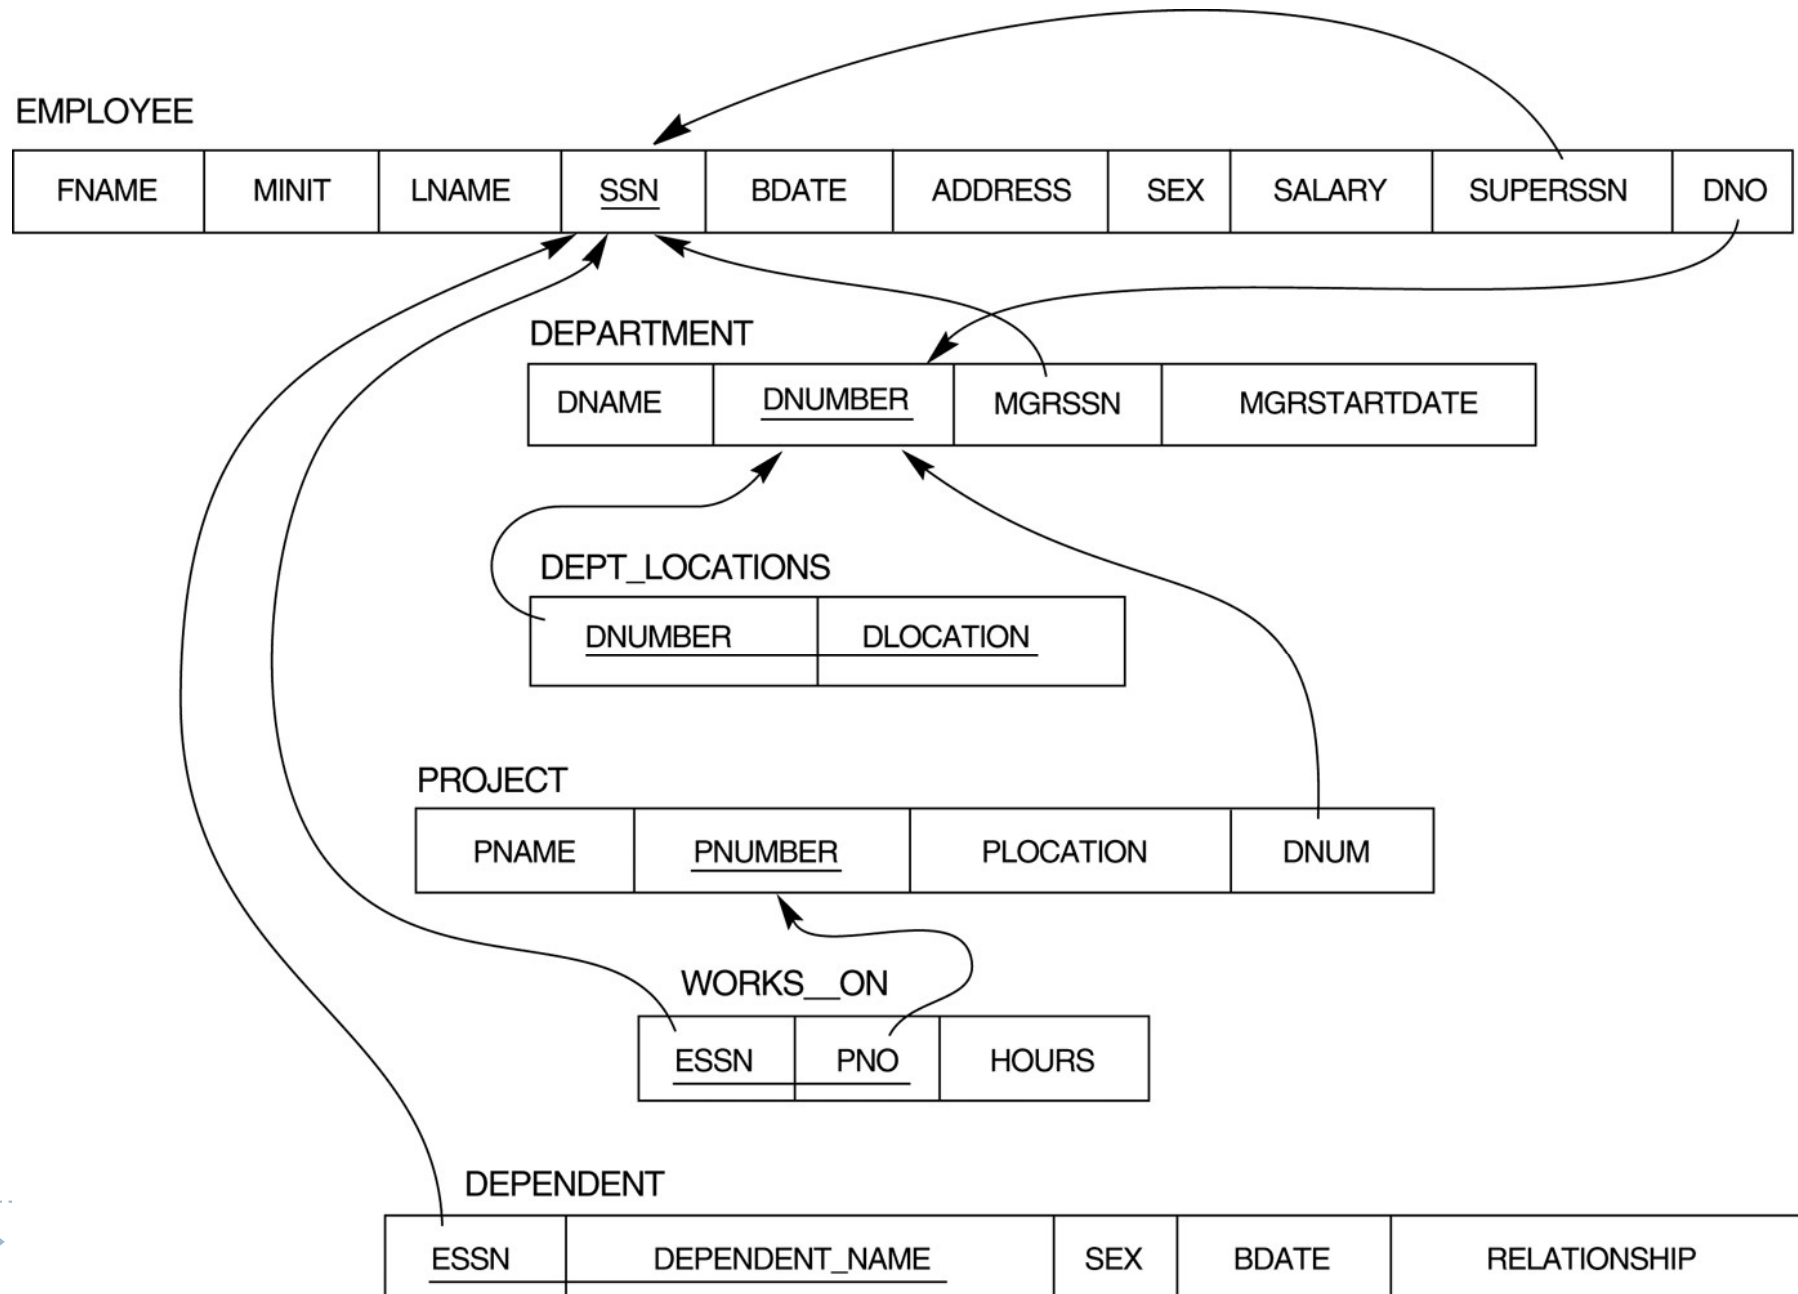 EMPLOYEE
FNAME MINIT LNAME SSN BDATE ADDRESS SEX SALARY SUPERSSN DNO
DEPARTMENT
DNAME DNUMBER MGRSSN MGRSTARTDATE
DEPT_LOCATIONS
DNUMBER DLOCATION
PROJECT
PNAME PNUMBER PLOCATION DNUM
WORKS__ON
ESSN PNO HOURS
DEPENDENT
ESSN DEPENDENT_NAME SEX BDATE RELATIONSHIP